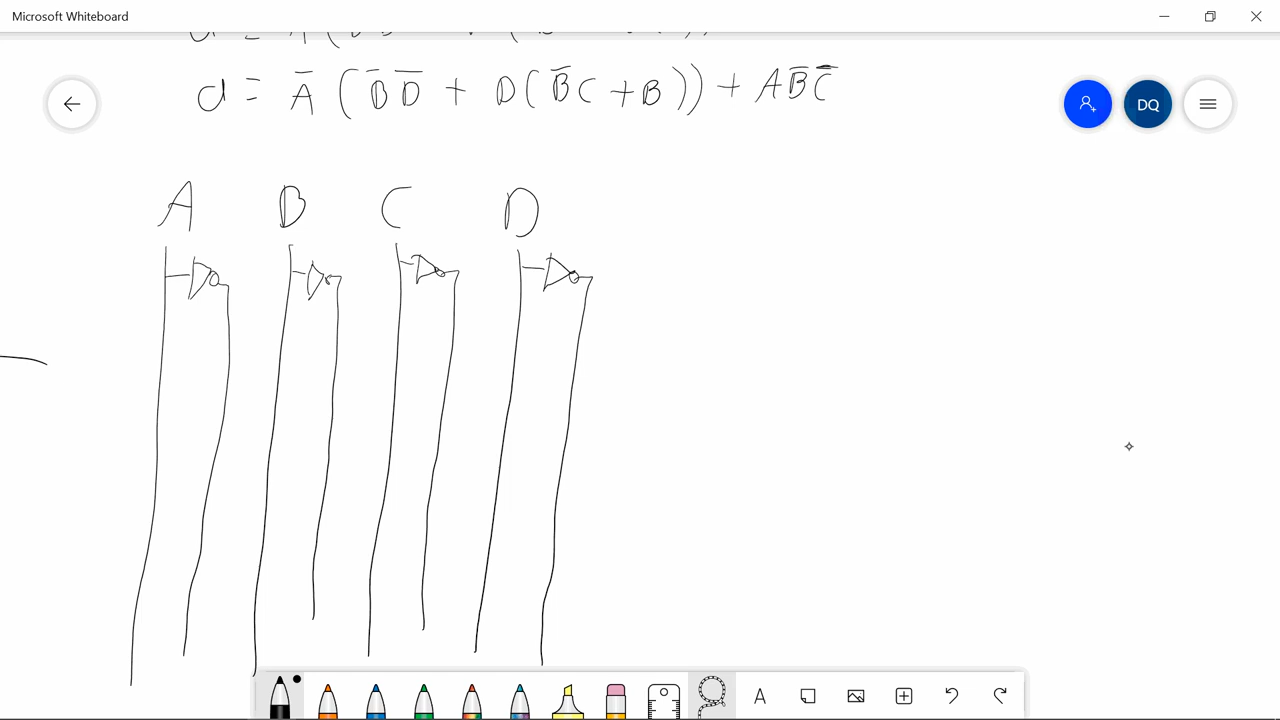 Microsoft Whiteboard
d = A̅ ( B̅ D̅ + D ( B̅ C + B ) ) + A B̅ C̅
DQ
A B C D
A